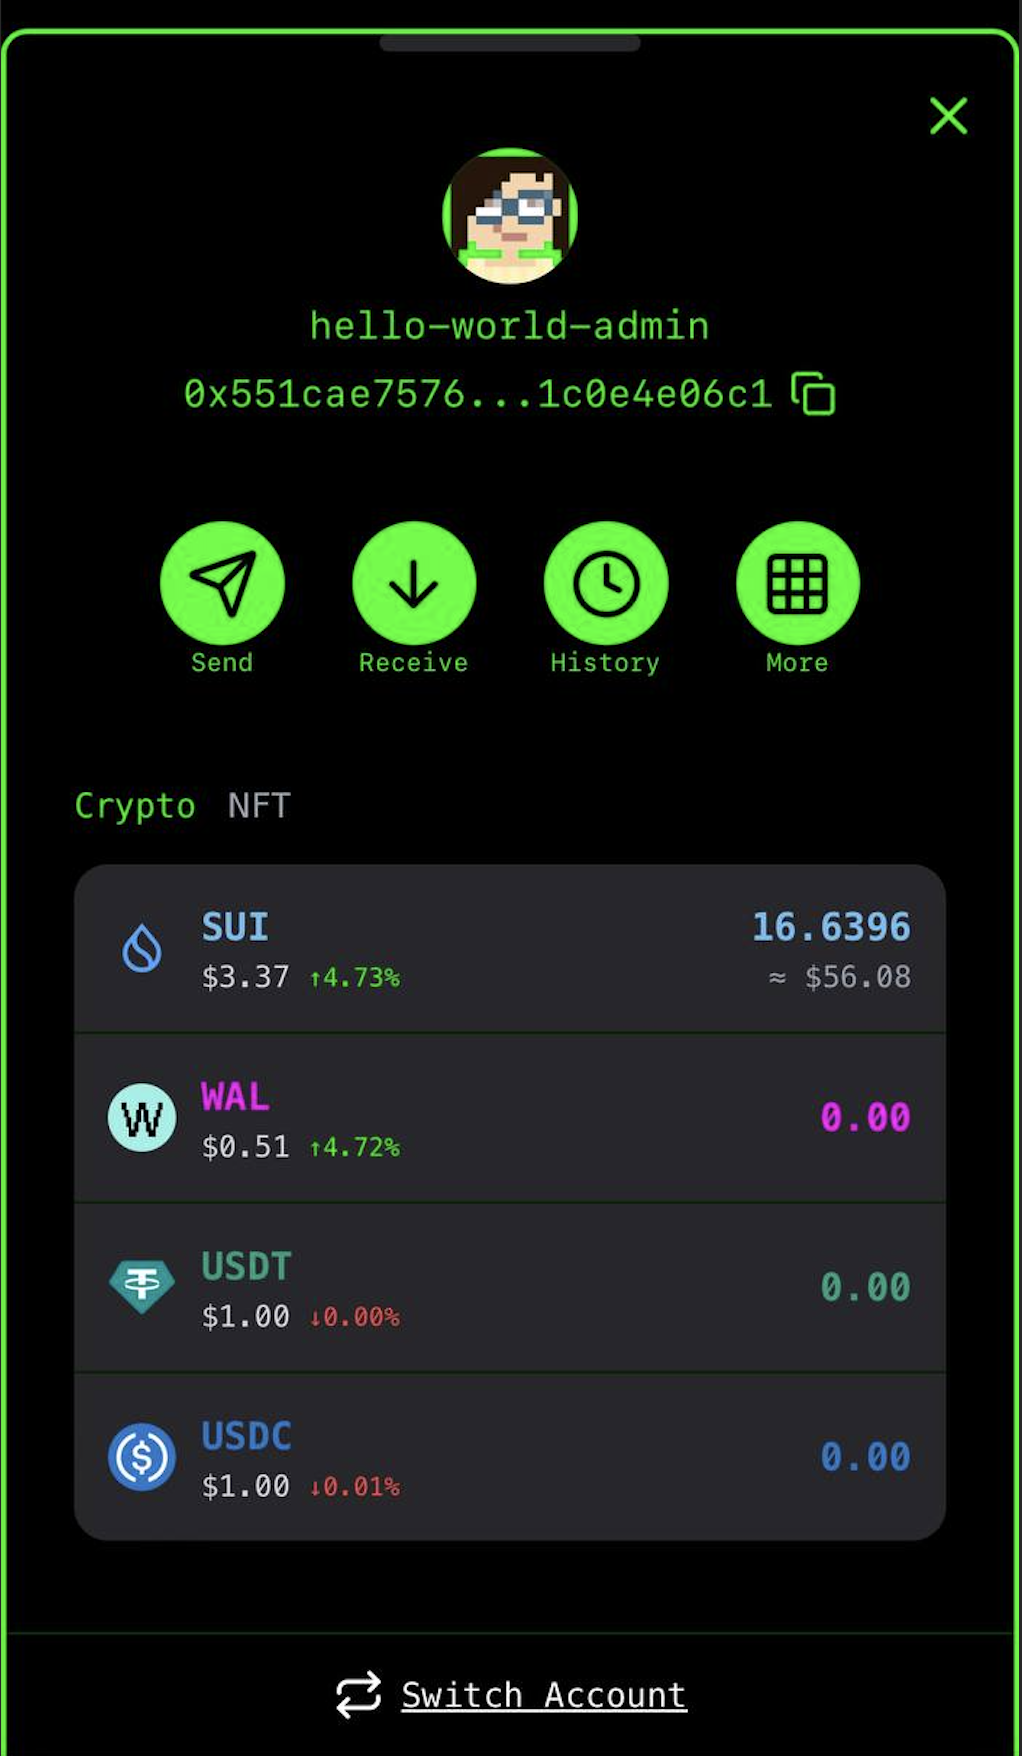 hello-world-admin
0x551cae7576...1c0e4e06c1
Send Receive History More
Crypto NFT
SUI 16.6396
$3.37 ↑4.73% ≈ $56.08
W WAL 0.00
$0.51 ↑4.72%
USDT 0.00
$1.00 ↓0.00%
USDC 0.00
$1.00 ↓0.01%
Switch Account